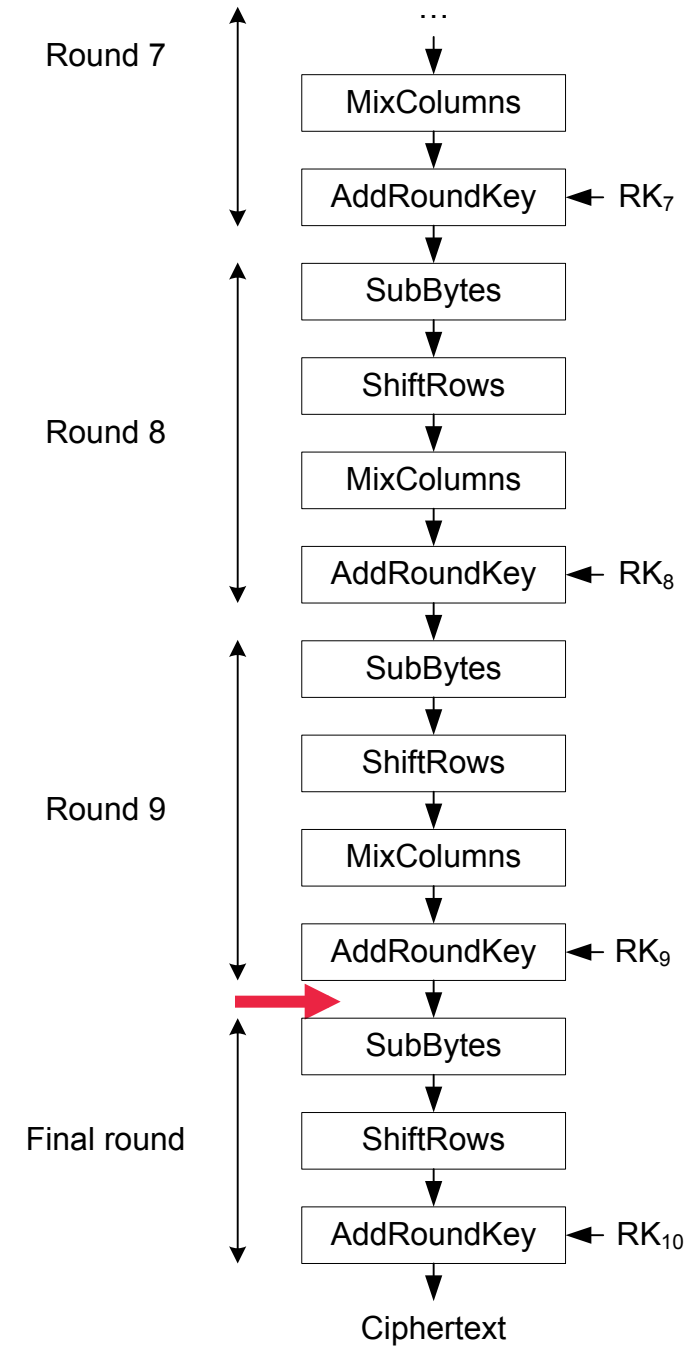 …
Round 7
MixColumns
AddRoundKey RK₇
SubBytes
ShiftRows
Round 8
MixColumns
AddRoundKey RK₈
SubBytes
ShiftRows
Round 9
MixColumns
AddRoundKey RK₉
SubBytes
Final round
ShiftRows
AddRoundKey RK₁₀
Ciphertext